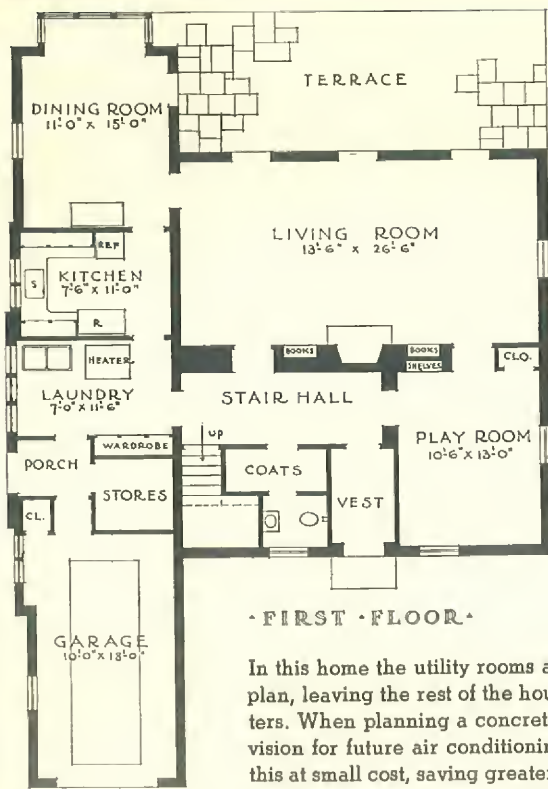 TERRACE
DINING ROOM
11'-0" x 15'-0"
LIVING ROOM
13'-6" x 26'-6"
REF
KITCHEN
7'-6" x 11'-0"
S
R.
HEATER
BOOKS
BOOKS
SHELVES
CLO.
LAUNDRY
7'-0" x 11'-6"
STAIR HALL
UP
PLAY ROOM
10'-6" x 13'-0"
WARDROBE
PORCH
COATS
STORES
VEST
CL.
GARAGE
10'-0" x 18'-0"
·FIRST ·FLOOR·
In this home the utility rooms a
plan, leaving the rest of the hou
ters. When planning a concret
vision for future air conditionin
this at small cost, saving greate